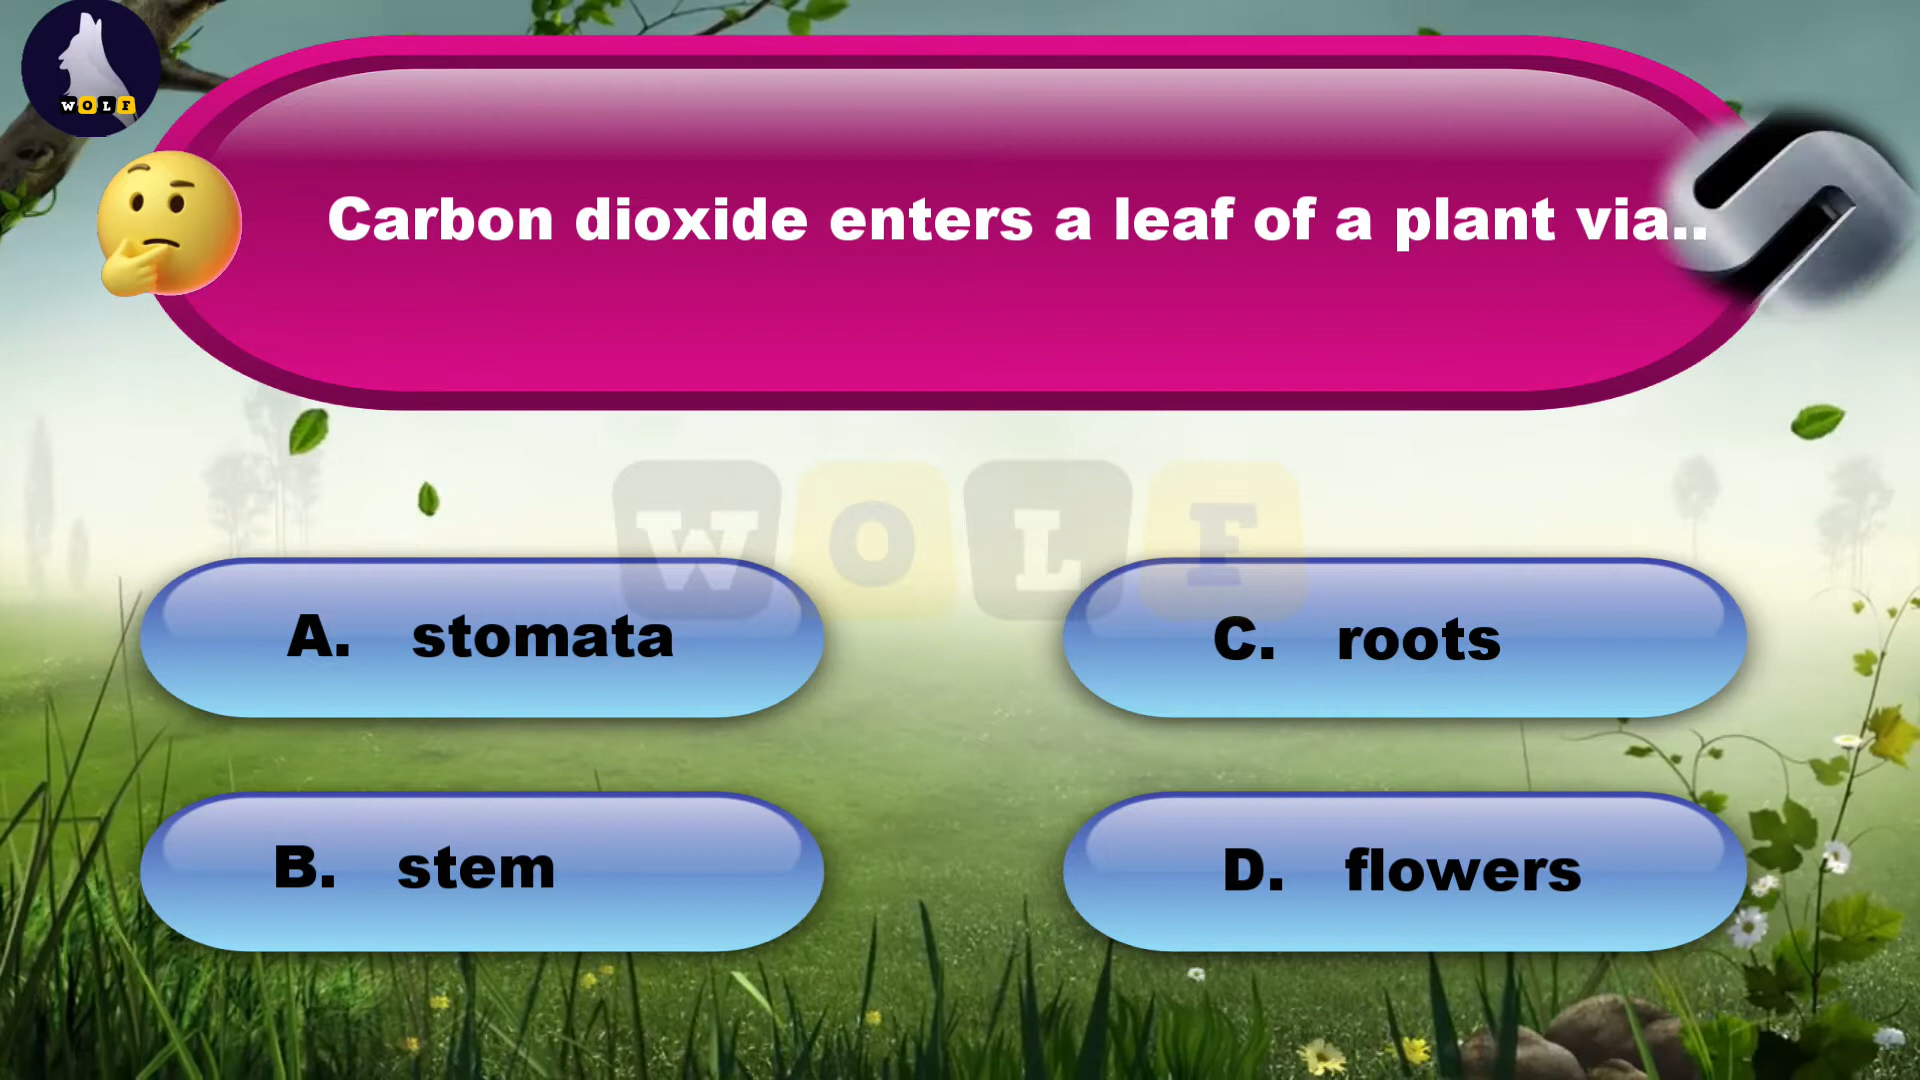 WOLF
Carbon dioxide enters a leaf of a plant via..
WOLF
A. stomata
C. roots
B. stem
D. flowers